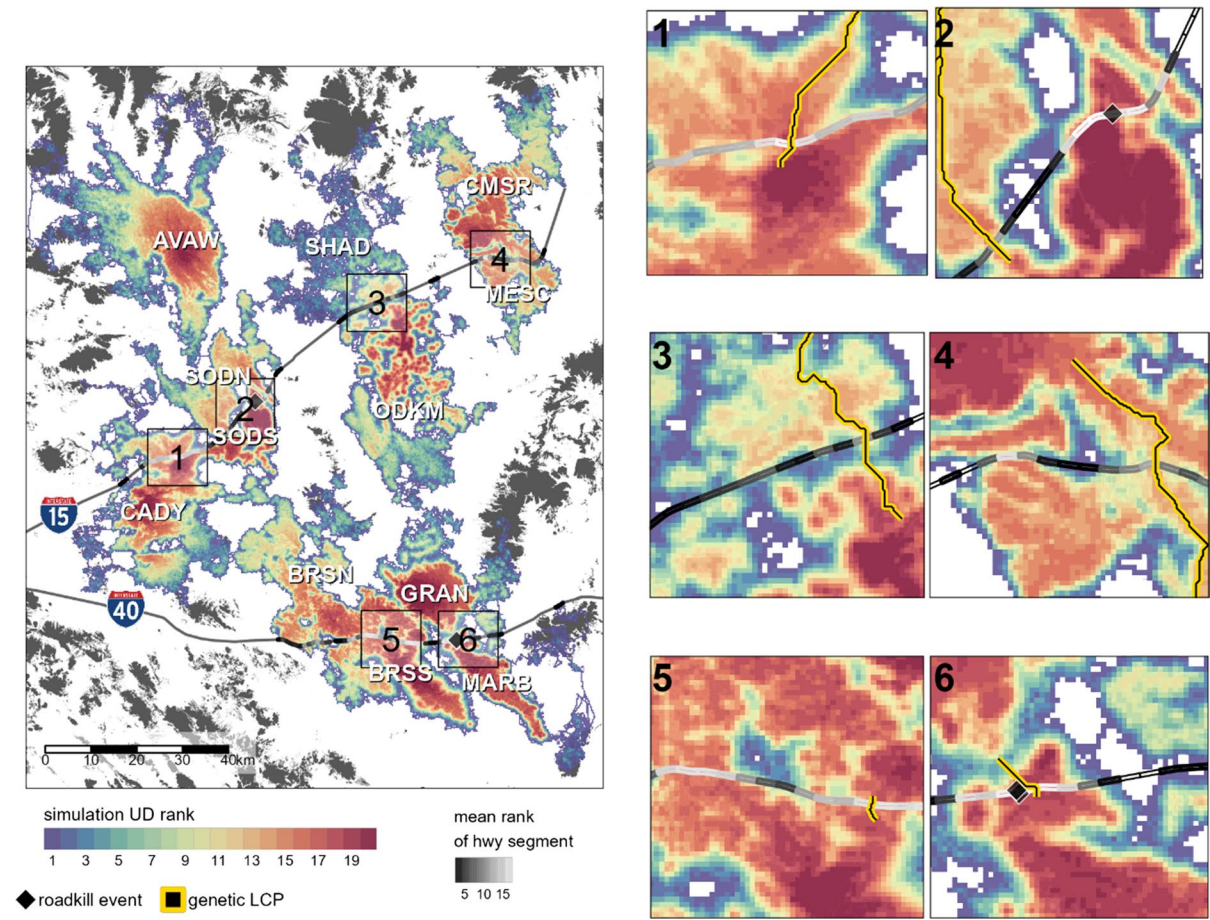 1
2
CMSR
AVAW
SHAD
4
MESC
3
SODN
2
ODKM
SODS
1
CADY
INTERSTATE
15
BRSN
GRAN
INTERSTATE
40
5
6
BRSS
MARB
0 10 20 30 40km
3
4
5
6
simulation UD rank
1 3 5 7 9 11 13 15 17 19
mean rank
of hwy segment
5 10 15
roadkill event
genetic LCP